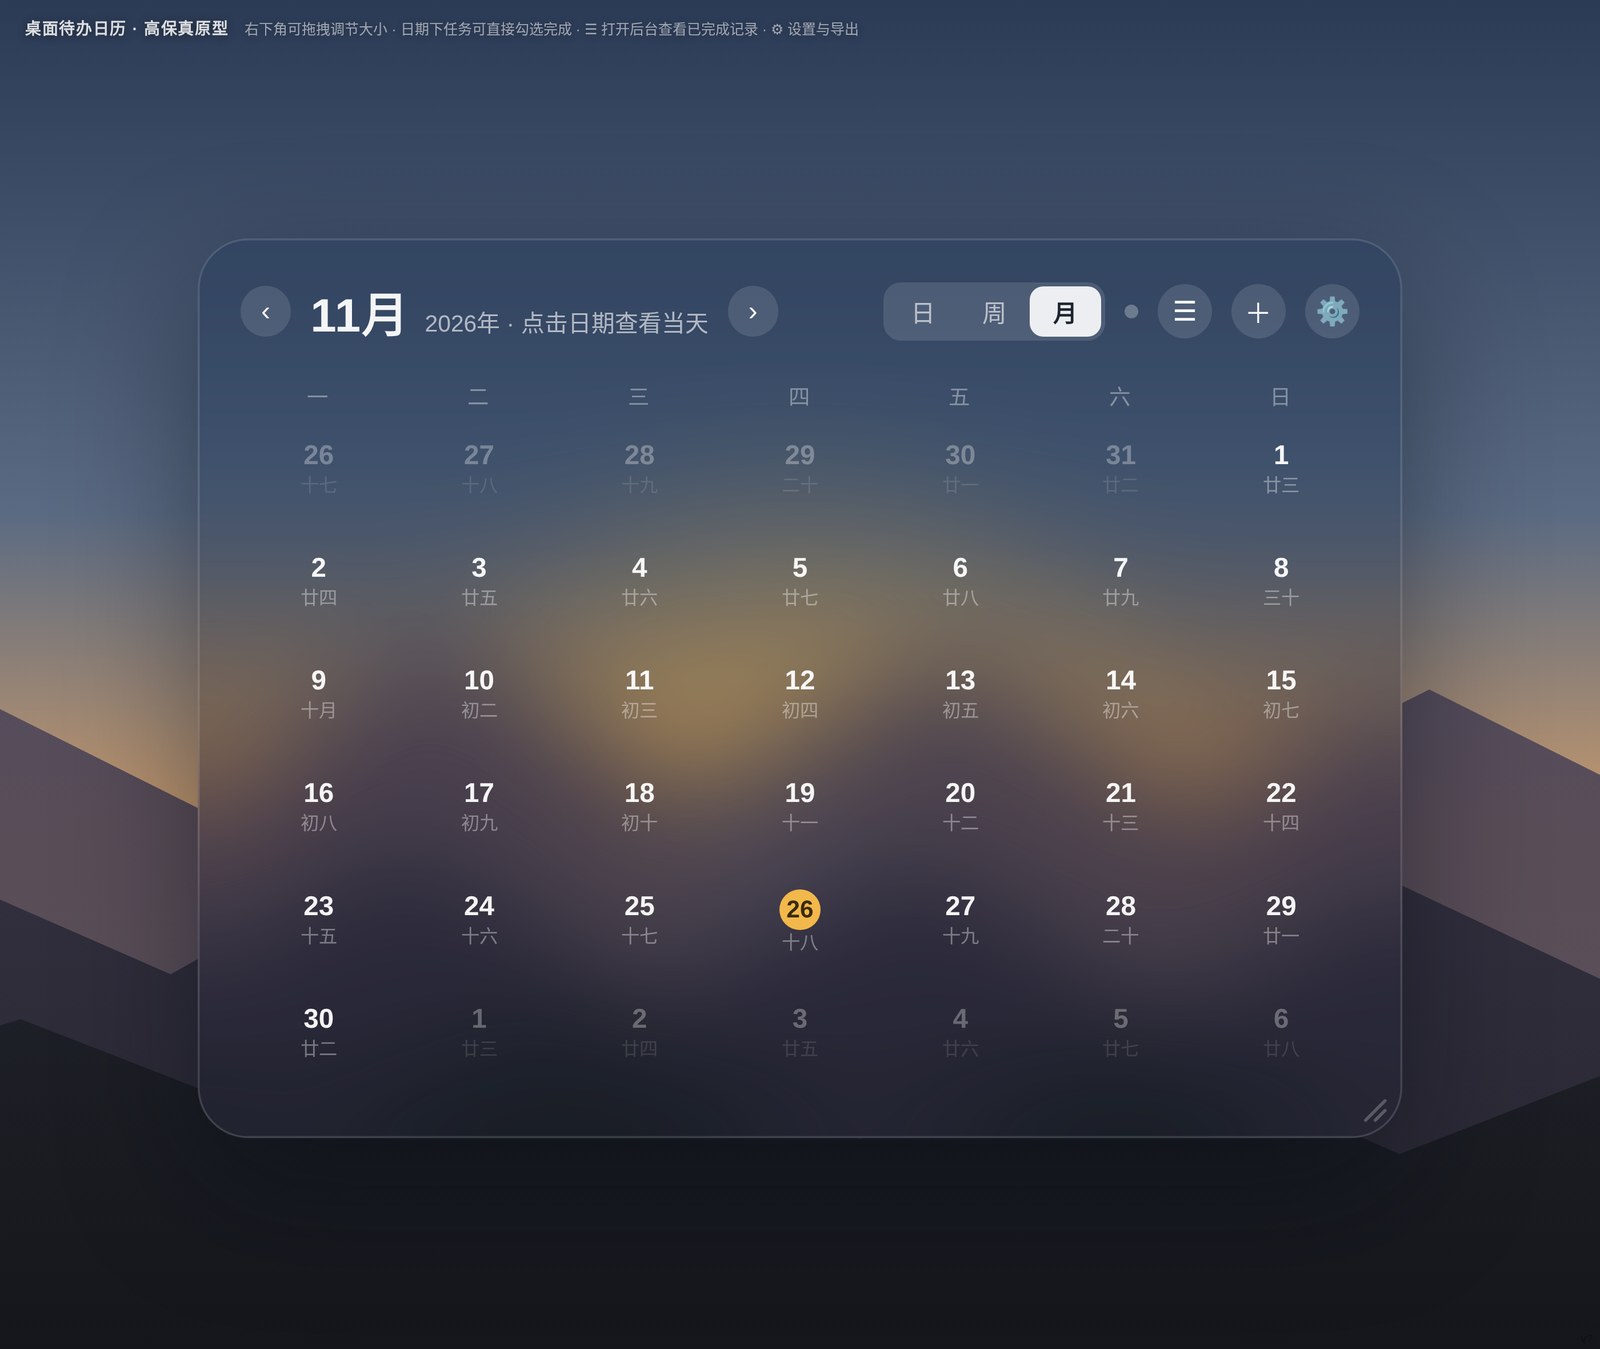 桌面待办日历 · 高保真原型 右下角可拖拽调节大小 · 日期下任务可直接勾选完成 · ☰ 打开后台查看已完成记录 · ⚙ 设置与导出
‹ 11月 2026年 · 点击日期查看当天 › 日 周 月 ☰ + ⚙️
一 二 三 四 五 六 日
26 27 28 29 30 31 1
十七 十八 十九 二十 廿一 廿二 廿三
2 3 4 5 6 7 8
廿四 廿五 廿六 廿七 廿八 廿九 三十
9 10 11 12 13 14 15
十月 初二 初三 初四 初五 初六 初七
16 17 18 19 20 21 22
初八 初九 初十 十一 十二 十三 十四
23 24 25 26 27 28 29
十五 十六 十七 十八 十九 二十 廿一
30 1 2 3 4 5 6
廿二 廿三 廿四 廿五 廿六 廿七 廿八